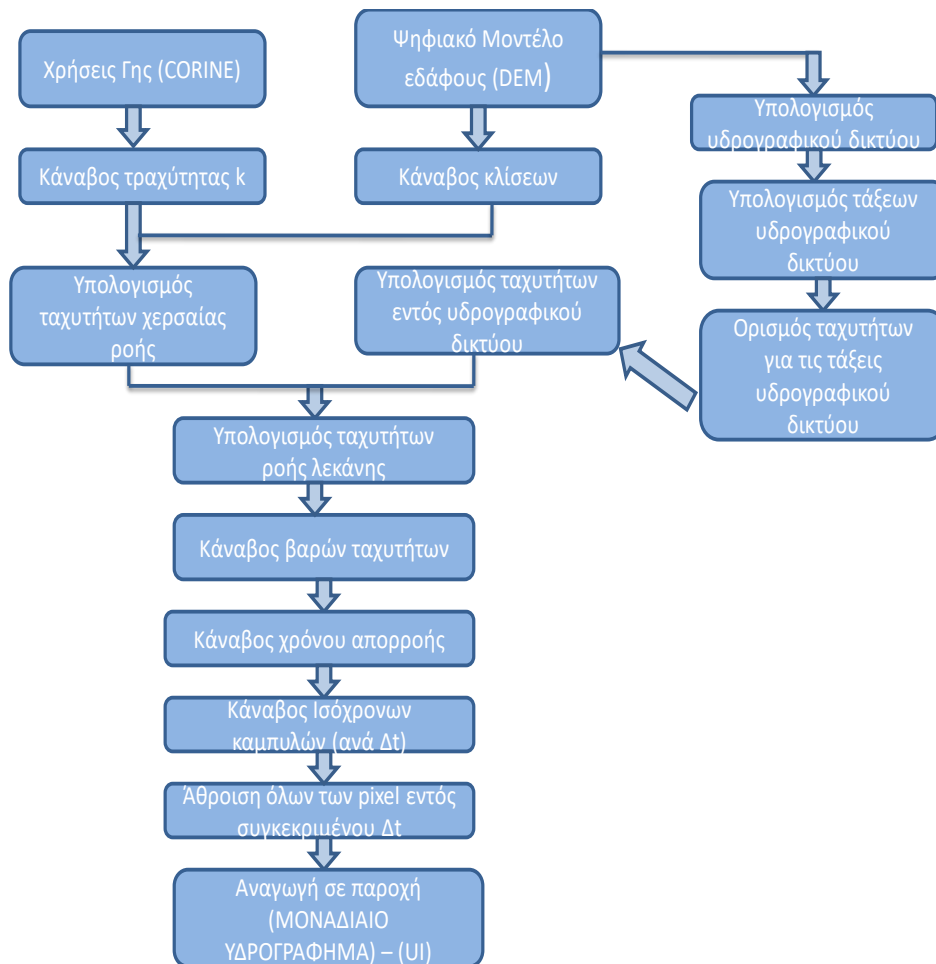 Χρήσεις Γης (CORINE)
Ψηφιακό Μοντέλο
εδάφους (DEM)
Υπολογισμός
υδρογραφικού δικτύου
Κάναβος τραχύτητας k
Κάναβος κλίσεων
Υπολογισμός τάξεων
υδρογραφικού
δικτύου
Υπολογισμός
ταχυτήτων χερσαίας
ροής
Υπολογισμός ταχυτήτων
εντός υδρογραφικού
δικτύου
Ορισμός ταχυτήτων
για τις τάξεις
υδρογραφικού
δικτύου
Υπολογισμός ταχυτήτων
ροής λεκάνης
Κάναβος βαρών ταχυτήτων
Κάναβος χρόνου απορροής
Κάναβος Ισόχρονων
καμπυλών (ανά Δt)
Άθροιση όλων των pixel εντός
συγκεκριμένου Δt
Αναγωγή σε παροχή
(ΜΟΝΑΔΙΑΙΟ
ΥΔΡΟΓΡΑΦΗΜΑ) – (UI)